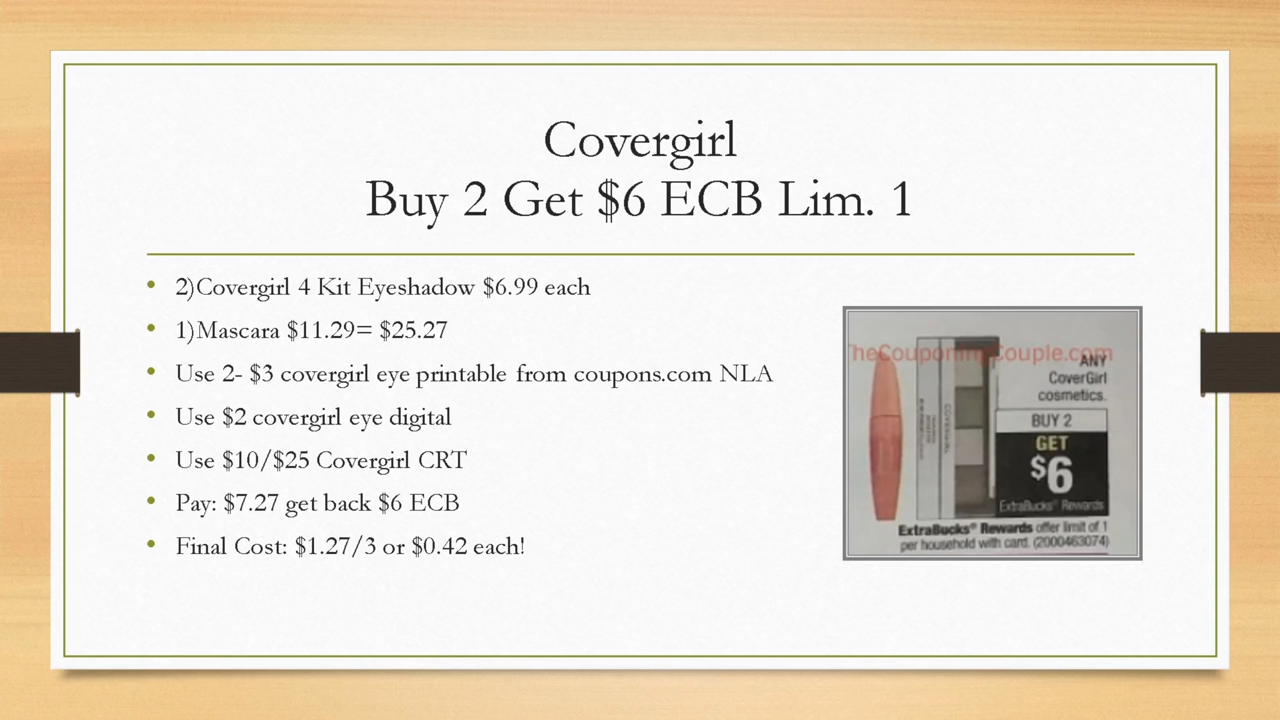 Covergirl
Buy 2 Get $6 ECB Lim. 1
• 2)Covergirl 4 Kit Eyeshadow $6.99 each
• 1)Mascara $11.29= $25.27
• Use 2- $3 covergirl eye printable from coupons.com NLA
• Use $2 covergirl eye digital
• Use $10/$25 Covergirl CRT
• Pay: $7.27 get back $6 ECB
• Final Cost: $1.27/3 or $0.42 each!
TheCouponingCouple.com
ANY
CoverGirl
cosmetics.
BUY 2
GET
$6
ExtraBucks® Rewards
ExtraBucks® Rewards offer limit of 1
per household with card. (2000463074)
COVERGIRL